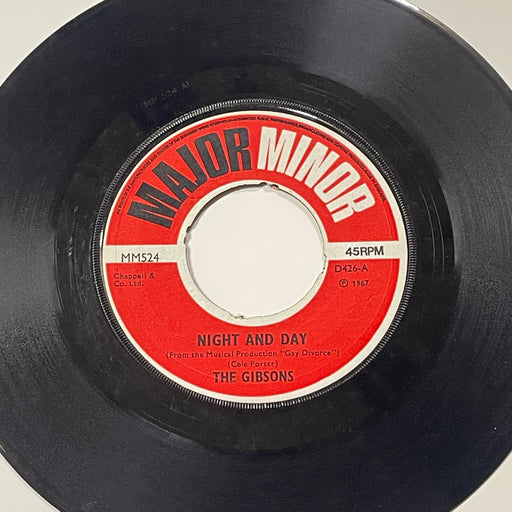 MAJOR MINOR
MM524
45RPM
Chappell &
Co. Ltd.
D426-A
Ⓟ 1967
NIGHT AND DAY
(From the Musical Production "Gay Divorce")
(Cole Porter)
THE GIBSONS